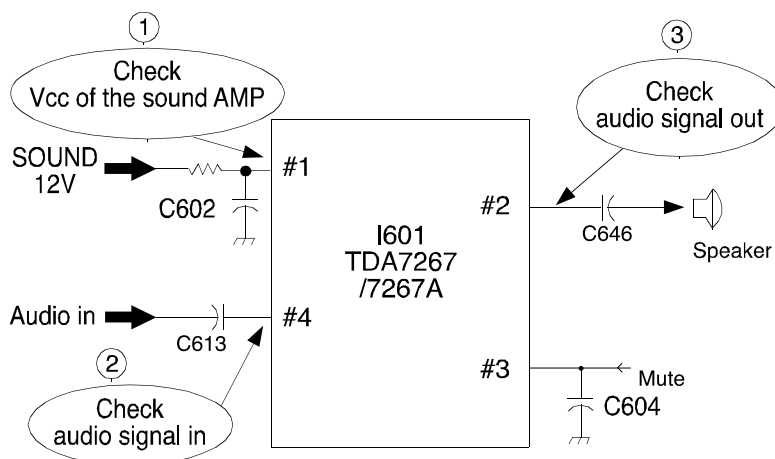 1
Check
Vcc of the sound AMP
3
Check
audio signal out
SOUND
12V
#1
C602
#2
C646
Speaker
I601
TDA7267
/7267A
Audio in
C613
#4
#3
Mute
C604
2
Check
audio signal in